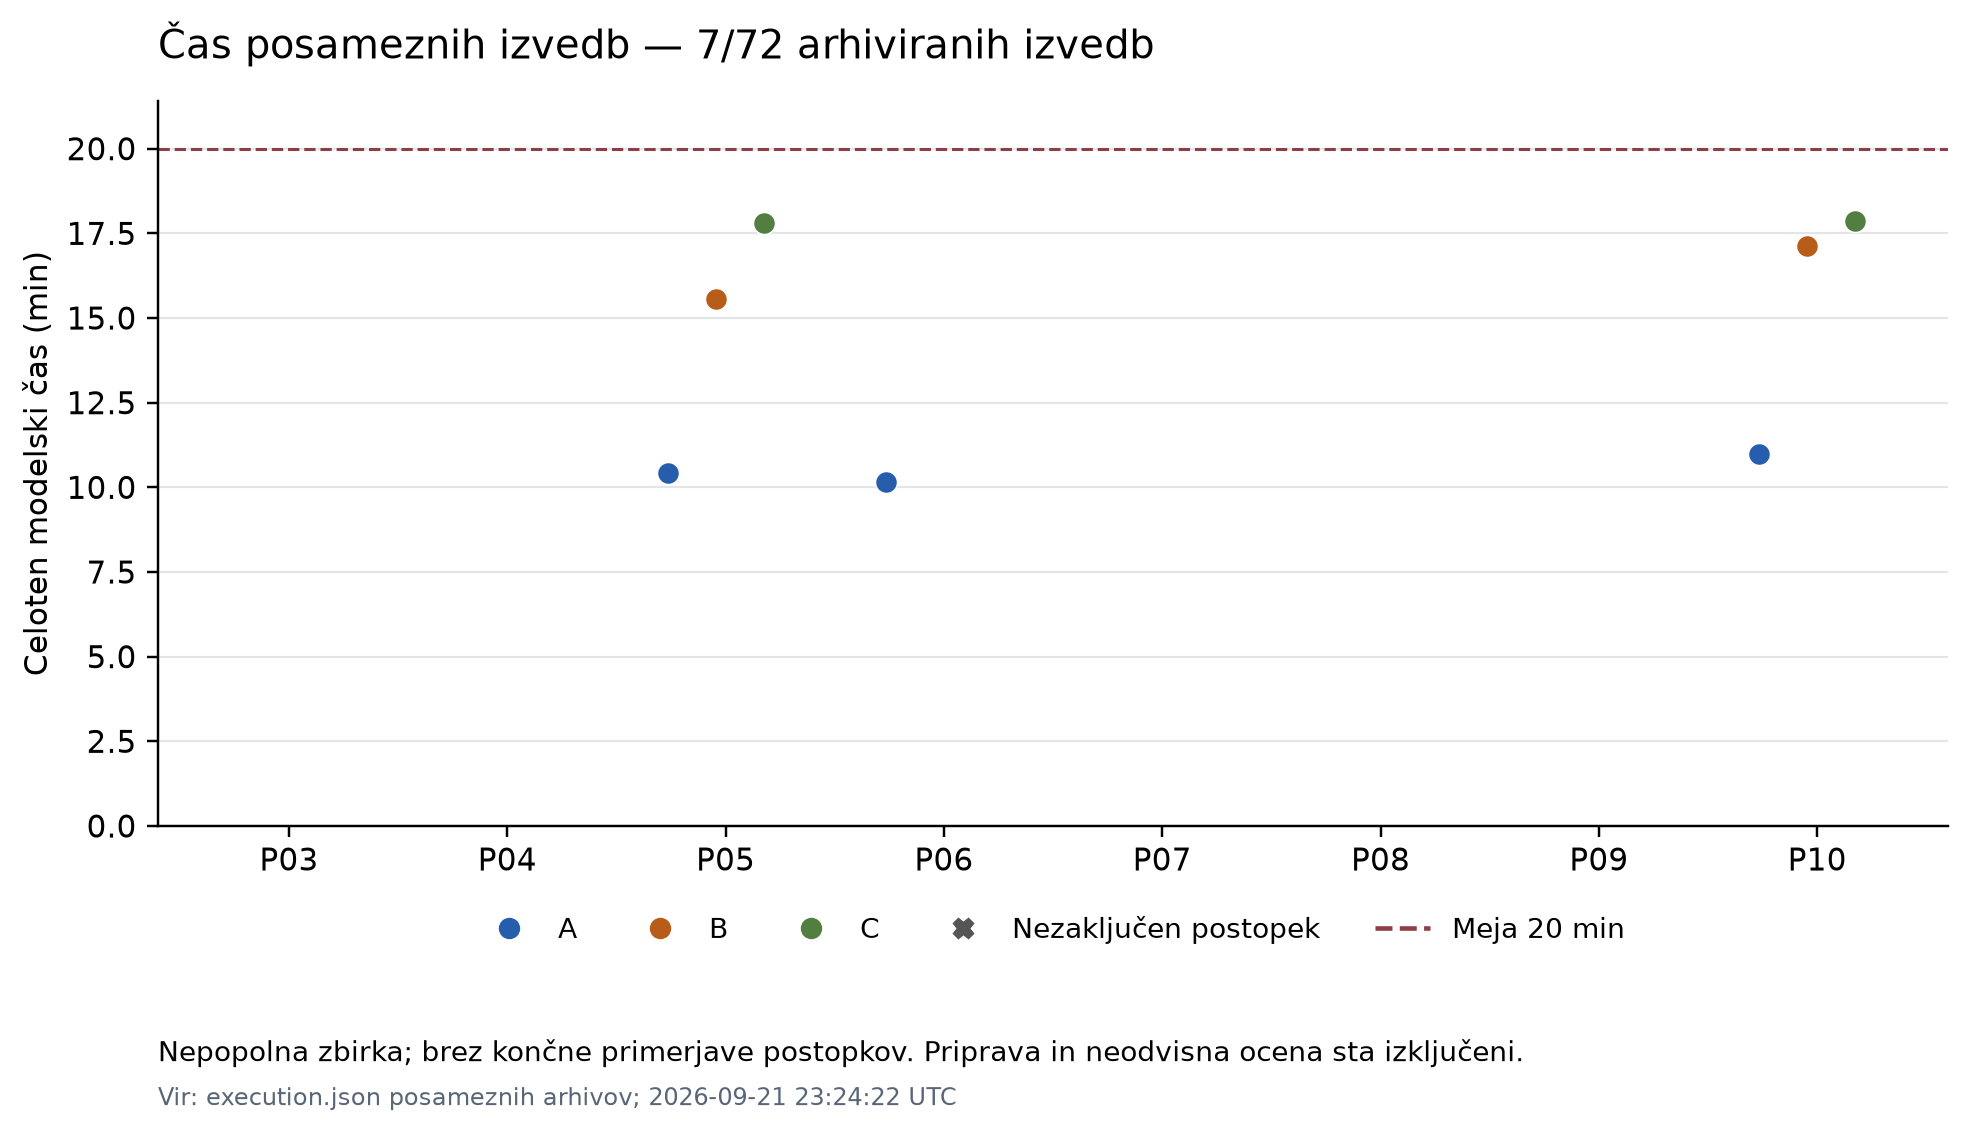 Čas posameznih izvedb — 7/72 arhiviranih izvedb
Celoten modelski čas (min)
20.0
17.5
15.0
12.5
10.0
7.5
5.0
2.5
0.0
P03 P04 P05 P06 P07 P08 P09 P10
A B C Nezaključen postopek Meja 20 min
Nepopolna zbirka; brez končne primerjave postopkov. Priprava in neodvisna ocena sta izključeni.
Vir: execution.json posameznih arhivov; 2026-09-21 23:24:22 UTC